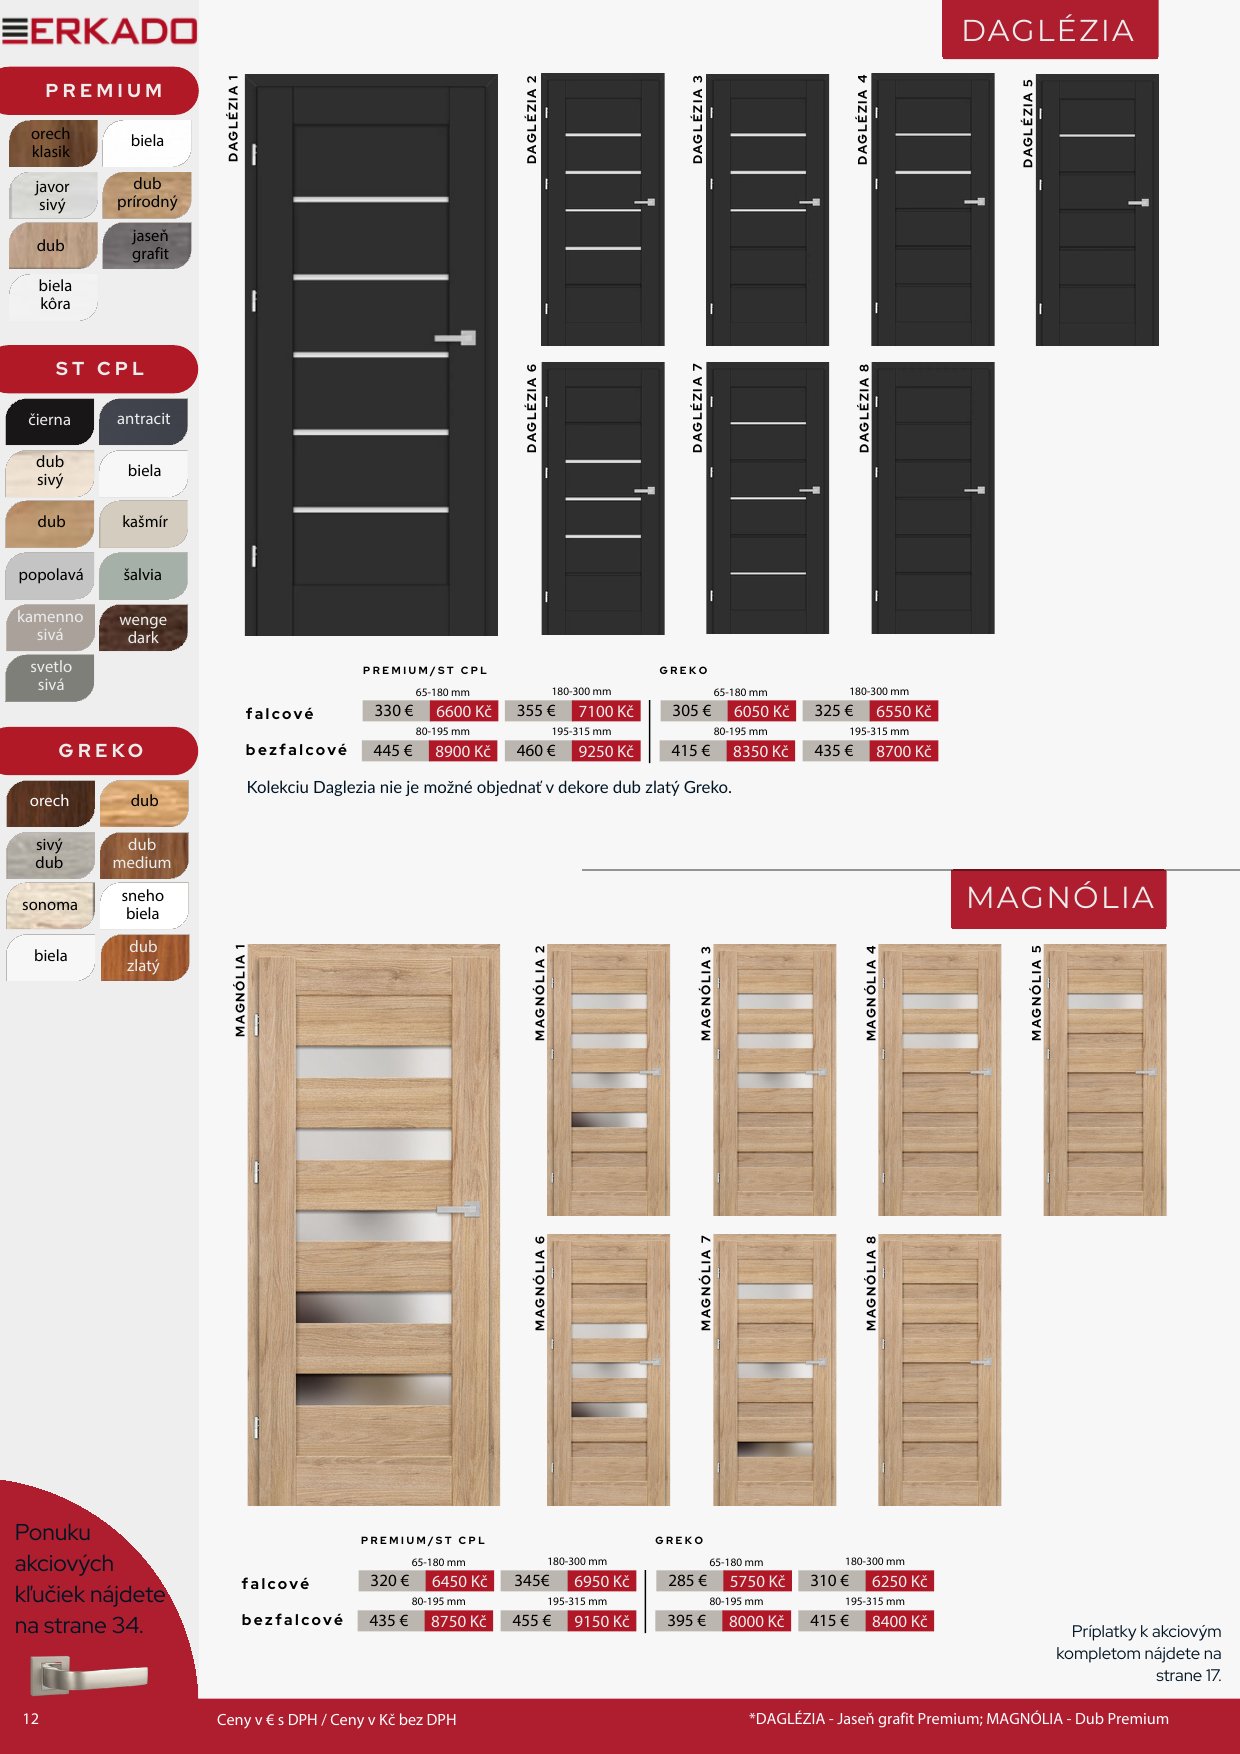 ERKADO
DAGLÉZIA
PREMIUM
orech
klasik
biela
javor
sivý
dub
prírodný
dub
jaseň
grafit
biela
kôra
ST CPL
čierna
antracit
dub
sivý
biela
dub
kašmír
popolavá
šalvia
kamenno
sivá
wenge
dark
svetlo
sivá
GREKO
orech
dub
sivý
dub
dub
medium
sonoma
sneho
biela
biela
dub
zlatý
DAGLÉZIA 1
DAGLÉZIA 2
DAGLÉZIA 3
DAGLÉZIA 4
DAGLÉZIA 5
DAGLÉZIA 6
DAGLÉZIA 7
DAGLÉZIA 8
PREMIUM/ST CPL GREKO
65-180 mm 180-300 mm 65-180 mm 180-300 mm
falcové 330 € 6600 Kč 355 € 7100 Kč 305 € 6050 Kč 325 € 6550 Kč
80-195 mm 195-315 mm 80-195 mm 195-315 mm
bezfalcové 445 € 8900 Kč 460 € 9250 Kč 415 € 8350 Kč 435 € 8700 Kč
Kolekciu Daglezia nie je možné objednať v dekore dub zlatý Greko.
MAGNÓLIA
MAGNÓLIA 1
MAGNÓLIA 2
MAGNÓLIA 3
MAGNÓLIA 4
MAGNÓLIA 5
MAGNÓLIA 6
MAGNÓLIA 7
MAGNÓLIA 8
PREMIUM/ST CPL GREKO
65-180 mm 180-300 mm 65-180 mm 180-300 mm
falcové 320 € 6450 Kč 345€ 6950 Kč 285 € 5750 Kč 310 € 6250 Kč
80-195 mm 195-315 mm 80-195 mm 195-315 mm
bezfalcové 435 € 8750 Kč 455 € 9150 Kč 395 € 8000 Kč 415 € 8400 Kč
Ponuku
akciových
kľučiek nájdete
na strane 34.
Príplatky k akciovým
kompletom nájdete na
strane 17.
12
Ceny v € s DPH / Ceny v Kč bez DPH
*DAGLÉZIA - Jaseň grafit Premium; MAGNÓLIA - Dub Premium